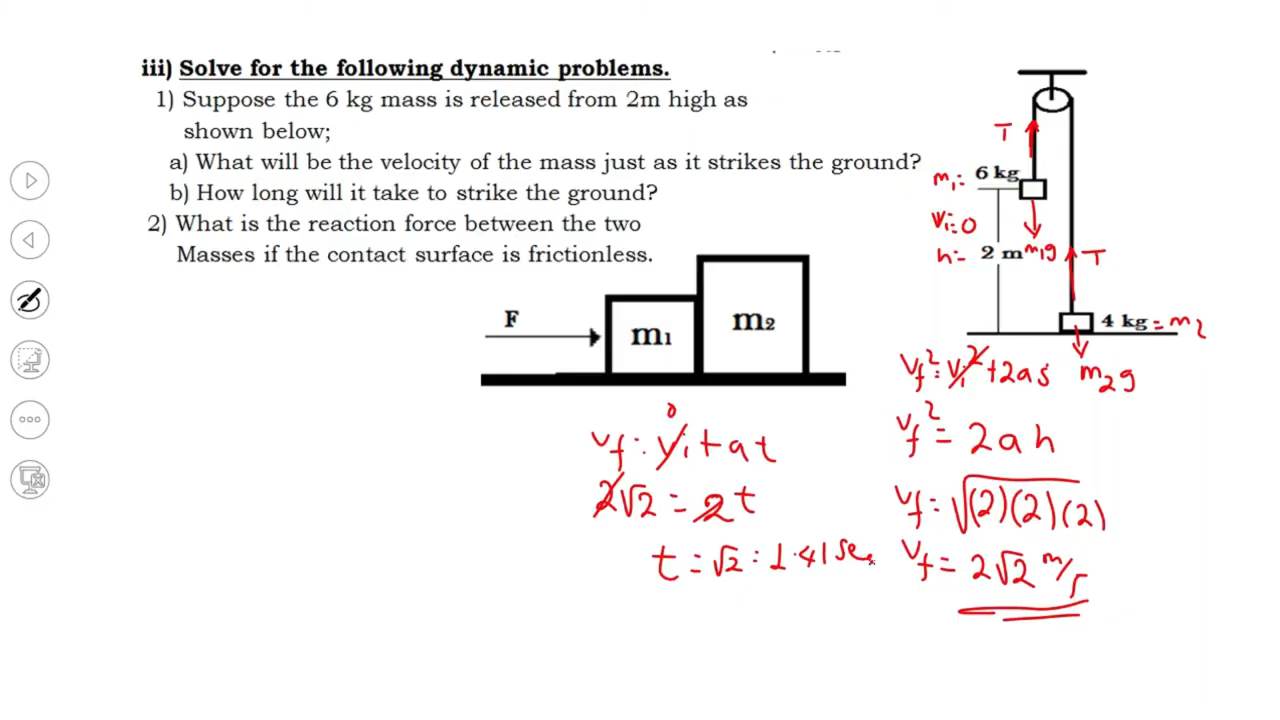 iii) Solve for the following dynamic problems.
1) Suppose the 6 kg mass is released from 2m high as
shown below;
a) What will be the velocity of the mass just as it strikes the ground?
b) How long will it take to strike the ground?
2) What is the reaction force between the two
Masses if the contact surface is frictionless.
F
m₁
m₂
T
m₁= 6 kg
vᵢ=0
h= 2 m
m₁g
T
4 kg = m₂
m₂g
vf² = vᵢ² + 2as
vf² = 2ah
vf = √(2)(2)(2)
vf = 2√2 m/s
0
vf = vᵢ + at
2√2 = 2t
t = √2 = 1.41 sec